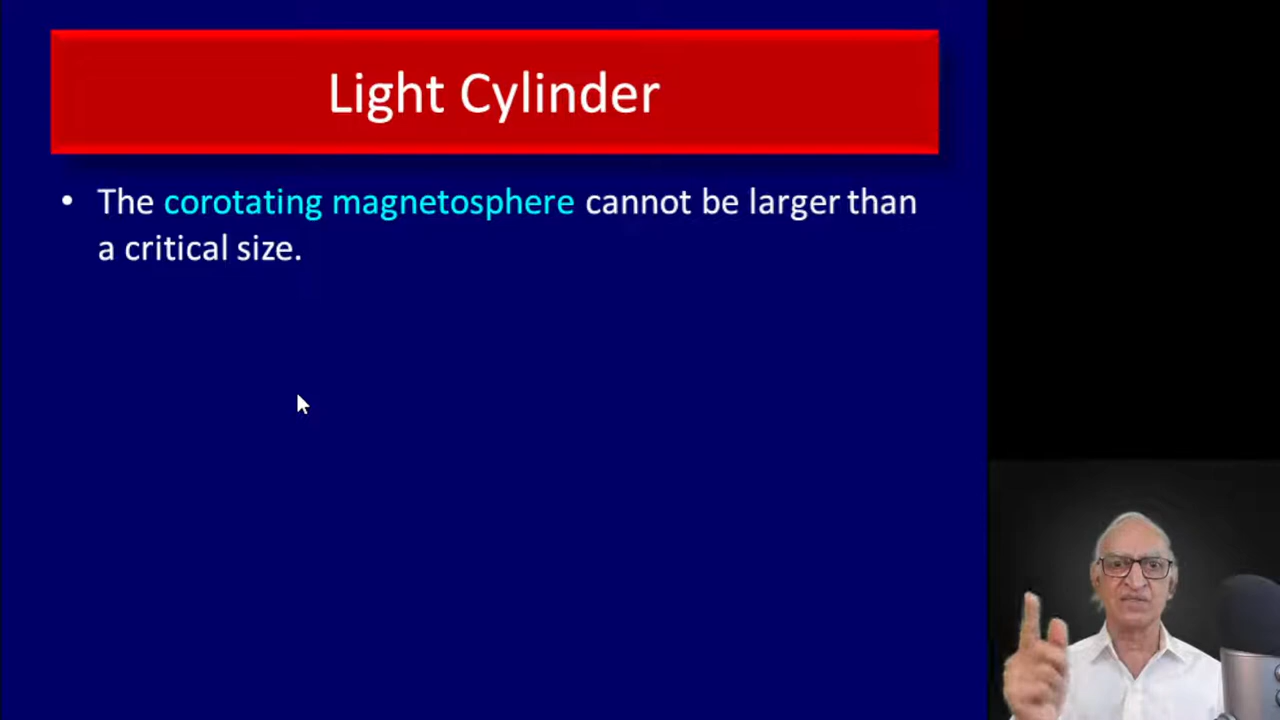 Light Cylinder
• The corotating magnetosphere cannot be larger than
a critical size.